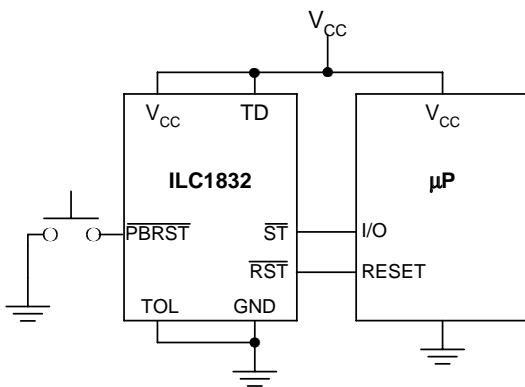 VCC
VCC TD
ILC1832
PBRST
ST
RST
TOL GND
VCC
μP
I/O
RESET